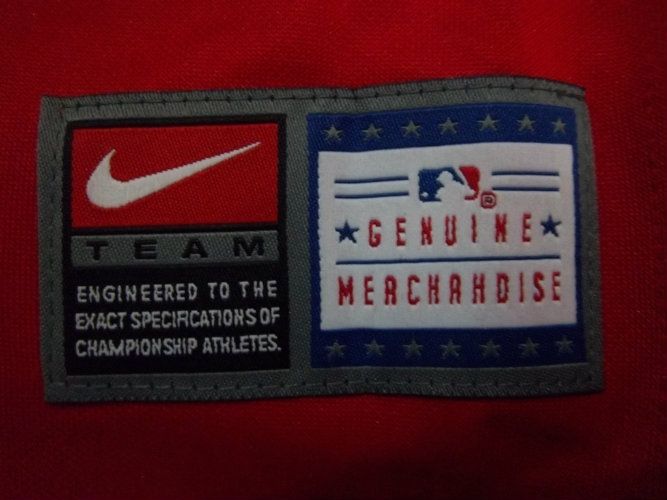 TEAM
ENGINEERED TO THE
EXACT SPECIFICATIONS OF
CHAMPIONSHIP ATHLETES.
®
GENUINE
MERCHANDISE